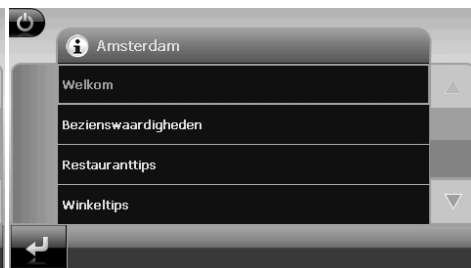 Amsterdam
Welkom
Bezienswaardigheden
Restauranttips
Winkeltips